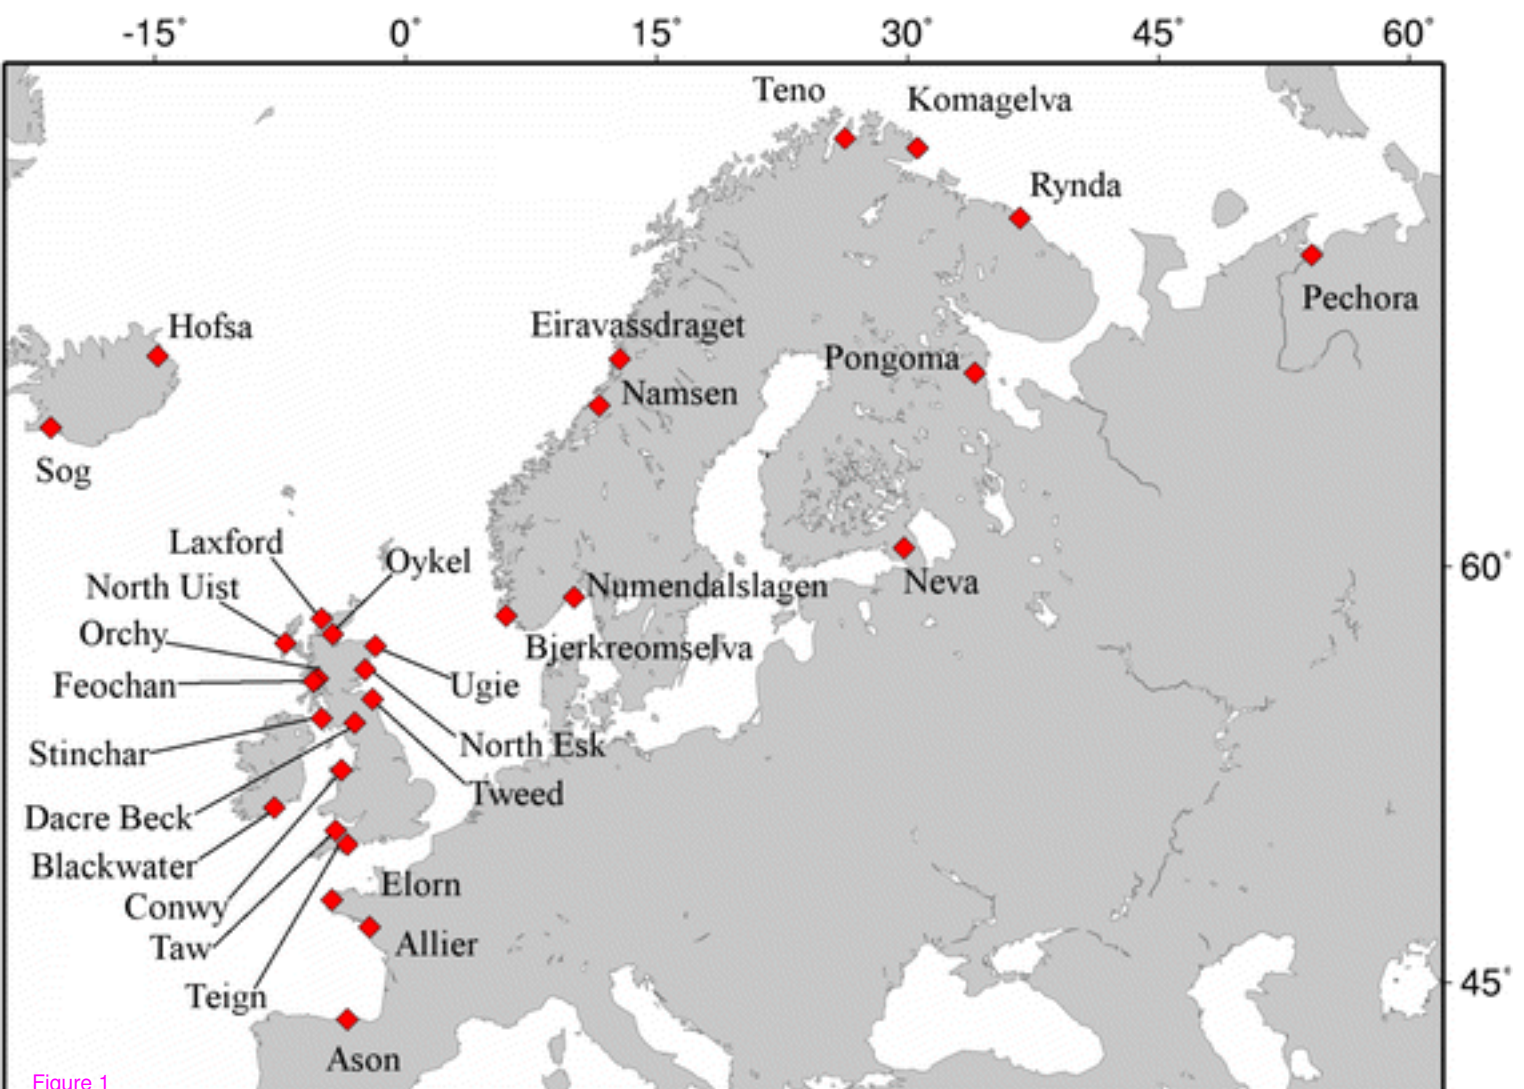 -15° 0° 15° 30° 45° 60°
Teno
Komagelva
Rynda
Pechora
Hofsa
Eiravassdraget
Pongoma
Namsen
Sog
Laxford
Oykel
60°
North Uist
Numendalslagen
Neva
Orchy
Bjerkreomselva
Feochan
Ugie
Stinchar
North Esk
Tweed
Dacre Beck
Blackwater
Elorn
Conwy
Taw
Allier
45°
Teign
Ason
Figure 1